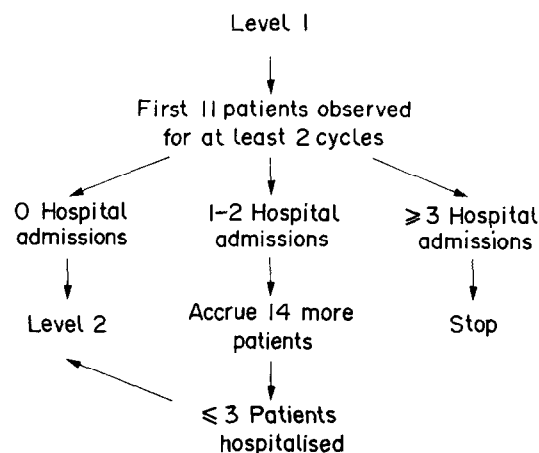 Level 1
First 11 patients observed
for at least 2 cycles
0 Hospital
admissions
1-2 Hospital
admissions
⩾3 Hospital
admissions
Level 2
Accrue 14 more
patients
Stop
⩽3 Patients
hospitalised